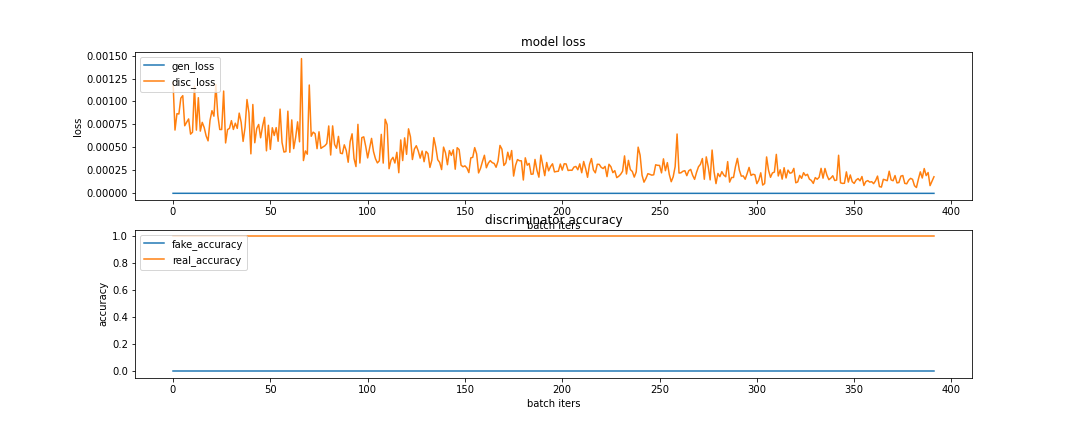 model loss
gen_loss
disc_loss
loss
0.00150
0.00125
0.00100
0.00075
0.00050
0.00025
0.00000
0 50 100 150 200 250 300 350 400
batch iters
discriminator accuracy
fake_accuracy
real_accuracy
accuracy
1.0
0.8
0.6
0.4
0.2
0.0
0 50 100 150 200 250 300 350 400
batch iters